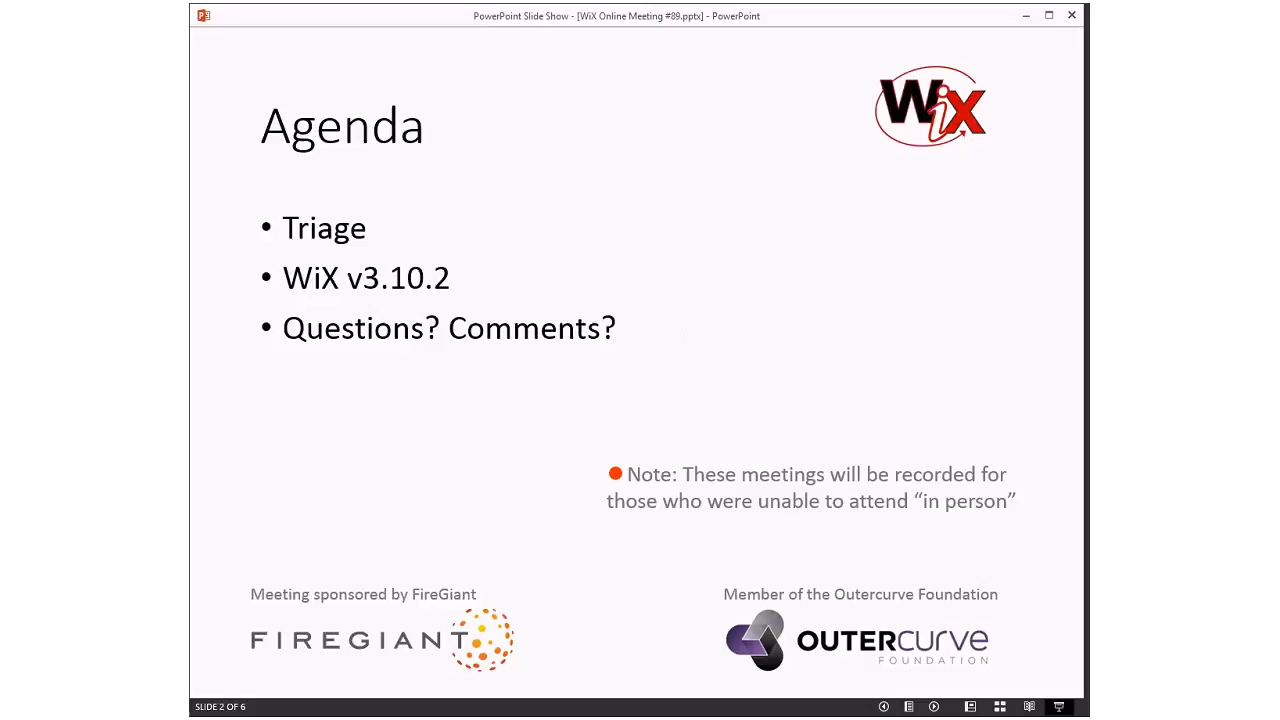 PowerPoint Slide Show - [WiX Online Meeting #89.pptx] - PowerPoint
WiX
Agenda
• Triage
• WiX v3.10.2
• Questions? Comments?
Note: These meetings will be recorded for
those who were unable to attend “in person”
Meeting sponsored by FireGiant
FIREGIANT
Member of the Outercurve Foundation
OUTERCURVE
FOUNDATION
SLIDE 2 OF 6